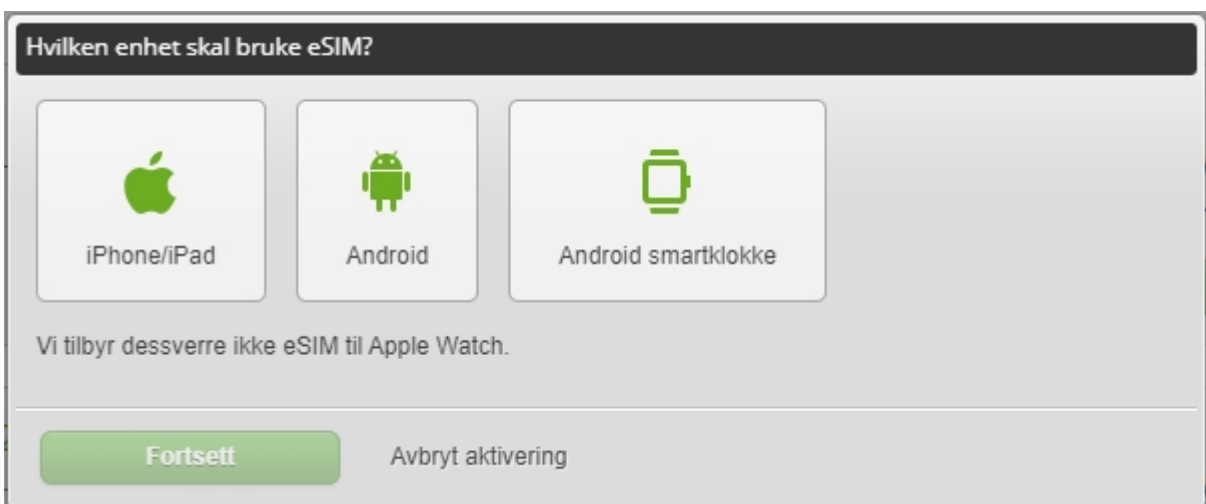 Hvilken enhet skal bruke eSIM?
iPhone/iPad
Android
Android smartklokke
Vi tilbyr dessverre ikke eSIM til Apple Watch.
Fortsett
Avbryt aktivering